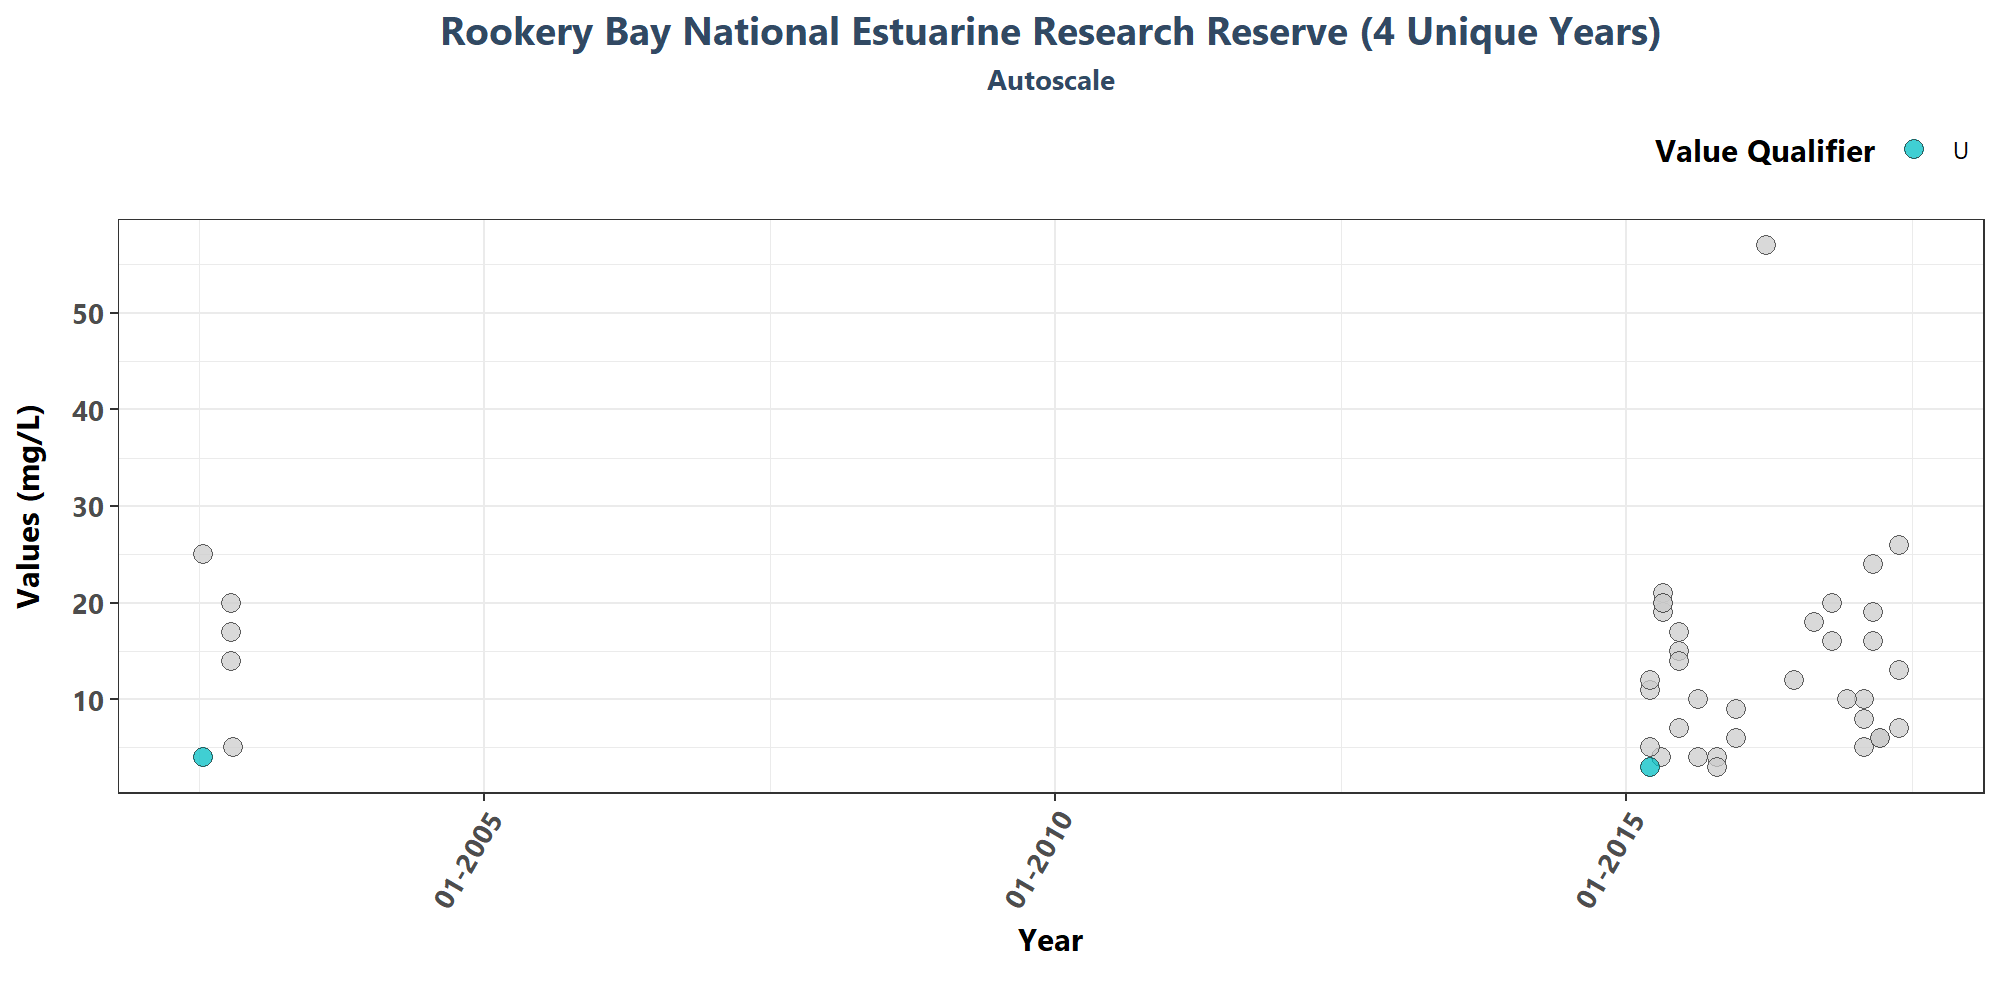 Rookery Bay National Estuarine Research Reserve (4 Unique Years)
Autoscale
Value Qualifier U
Values (mg/L)
50
40
30
20
10
01-2005
01-2010
01-2015
Year